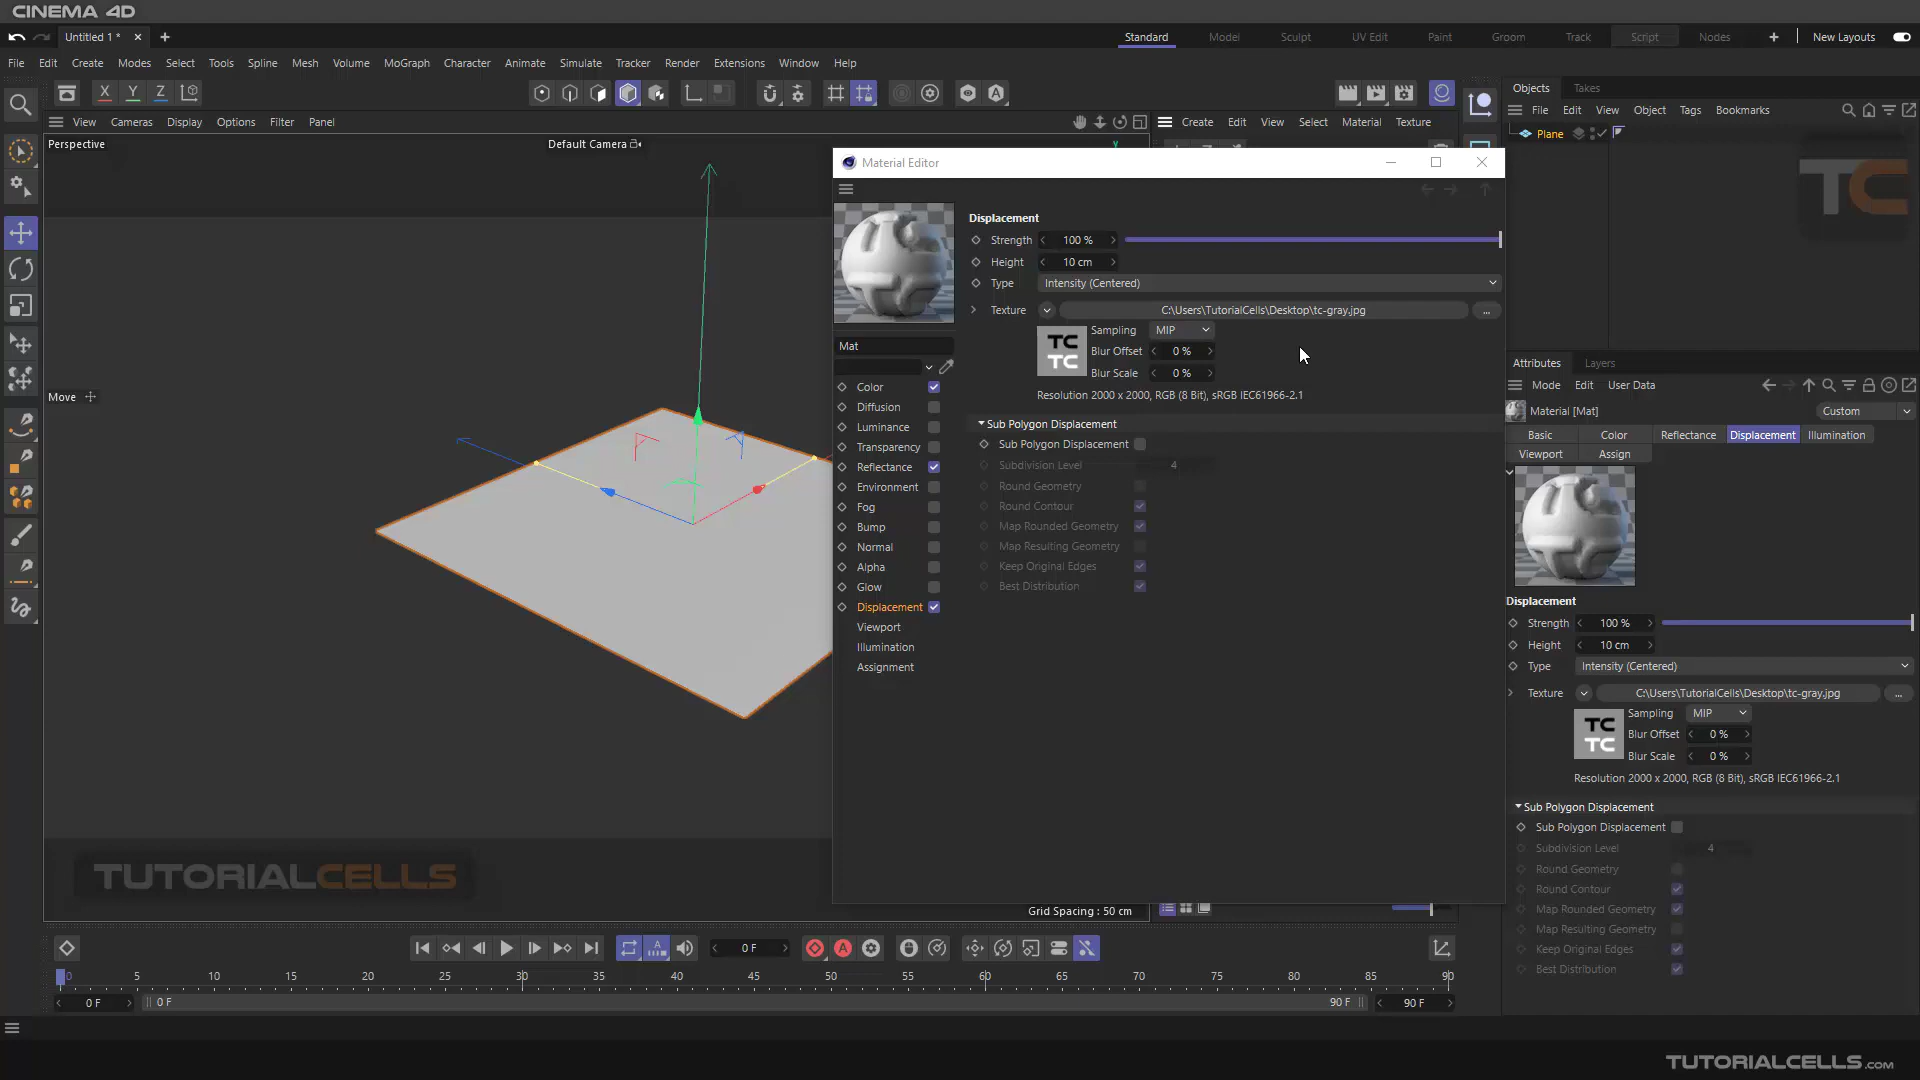 CINEMA 4D
Untitled 1 *
Standard Model Sculpt UV Edit Paint Groom Track Script Nodes New Layouts
File Edit Create Modes Select Tools Spline Mesh Volume MoGraph Character Animate Simulate Tracker Render Extensions Window Help
X Y Z
Objects Takes
File Edit View Object Tags Bookmarks
View Cameras Display Options Filter Panel
Create Edit View Select Material Texture
Plane
Perspective
Default Camera
Y
TC
Material Editor
Displacement
Strength 100 %
Height 10 cm
Type Intensity (Centered)
Texture C:\Users\TutorialCells\Desktop\tc-gray.jpg ...
TC
TC
Sampling MIP
Blur Offset 0 %
Blur Scale 0 %
Resolution 2000 x 2000, RGB (8 Bit), sRGB IEC61966-2.1
Sub Polygon Displacement
Sub Polygon Displacement
Subdivision Level 4
Round Geometry
Round Contour
Map Rounded Geometry
Map Resulting Geometry
Keep Original Edges
Best Distribution
Mat
Color
Diffusion
Luminance
Transparency
Reflectance
Environment
Fog
Bump
Normal
Alpha
Glow
Displacement
Viewport
Illumination
Assignment
Move
Attributes Layers
Mode Edit User Data
Material [Mat] Custom
Basic Color Reflectance Displacement Illumination
Viewport Assign
Displacement
Strength 100 %
Height 10 cm
Type Intensity (Centered)
Texture C:\Users\TutorialCells\Desktop\tc-gray.jpg ...
TC
TC
Sampling MIP
Blur Offset 0 %
Blur Scale 0 %
Resolution 2000 x 2000, RGB (8 Bit), sRGB IEC61966-2.1
Sub Polygon Displacement
Sub Polygon Displacement
Subdivision Level 4
Round Geometry
Round Contour
Map Rounded Geometry
Map Resulting Geometry
Keep Original Edges
Best Distribution
TUTORIALCELLS
Grid Spacing : 50 cm
0 F
0 5 10 15 20 25 30 35 40 45 50 55 60 65 70 75 80 85 90
0 F 0 F 90 F 90 F
TUTORIALCELLS.com